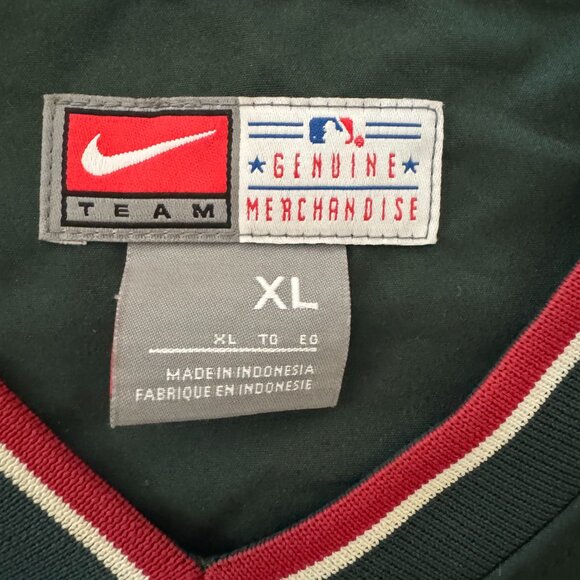 TEAM
GENUINE
MERCHANDISE
XL
XL TG EG
MADE IN INDONESIA
FABRIQUE EN INDONESIE